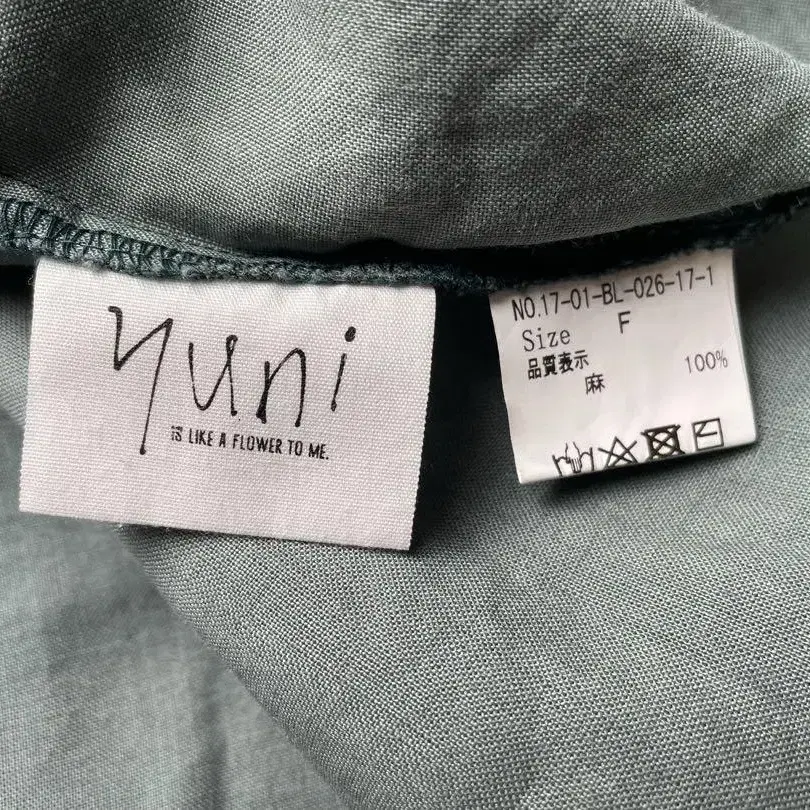 yuni
IS LIKE A FLOWER TO ME.
NO.17-01-BL-026-17-1
Size F
品質表示
麻 100%